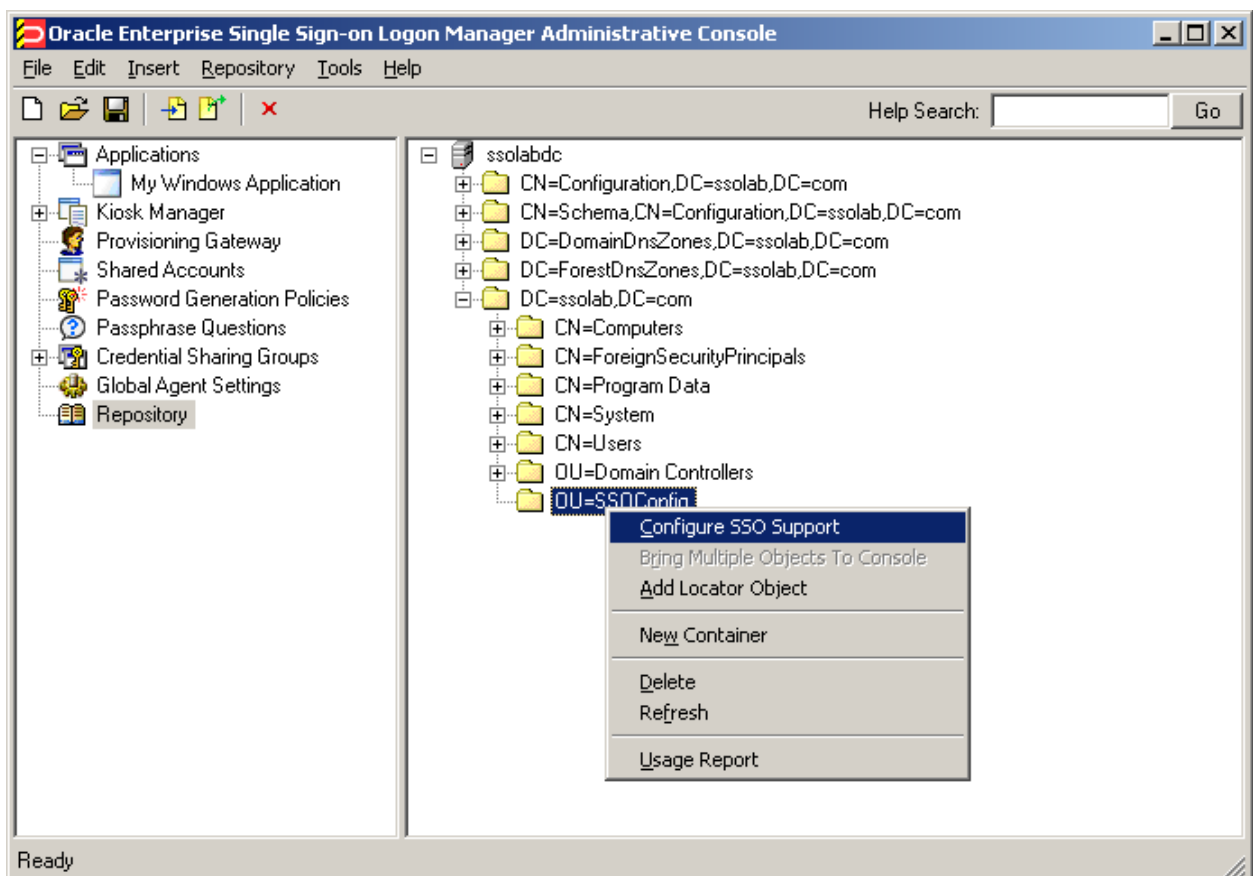 Oracle Enterprise Single Sign-on Logon Manager Administrative Console
File Edit Insert Repository Tools Help
Help Search: Go
Applications
My Windows Application
Kiosk Manager
Provisioning Gateway
Shared Accounts
Password Generation Policies
Passphrase Questions
Credential Sharing Groups
Global Agent Settings
Repository
ssolabdc
CN=Configuration,DC=ssolab,DC=com
CN=Schema,CN=Configuration,DC=ssolab,DC=com
DC=DomainDnsZones,DC=ssolab,DC=com
DC=ForestDnsZones,DC=ssolab,DC=com
DC=ssolab,DC=com
CN=Computers
CN=ForeignSecurityPrincipals
CN=Program Data
CN=System
CN=Users
OU=Domain Controllers
OU=SSOConfig
Configure SSO Support
Bring Multiple Objects To Console
Add Locator Object
New Container
Delete
Refresh
Usage Report
Ready